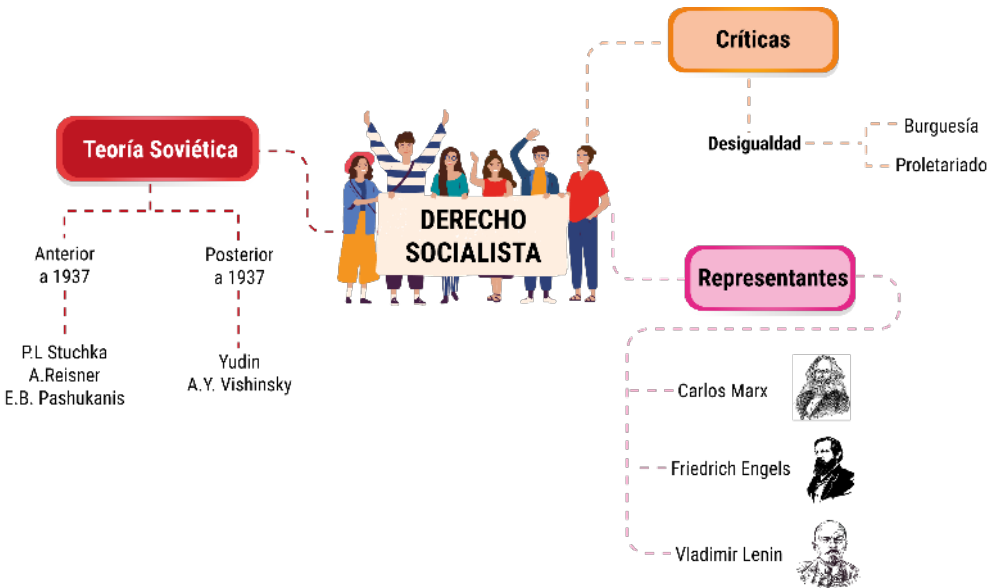 DERECHO
SOCIALISTA
Teoría Soviética
Anterior
a 1937
P.L Stuchka
A.Reisner
E.B. Pashukanis
Posterior
a 1937
Yudin
A.Y. Vishinsky
Críticas
Desigualdad
Burguesía
Proletariado
Representantes
Carlos Marx
Friedrich Engels
Vladimir Lenin